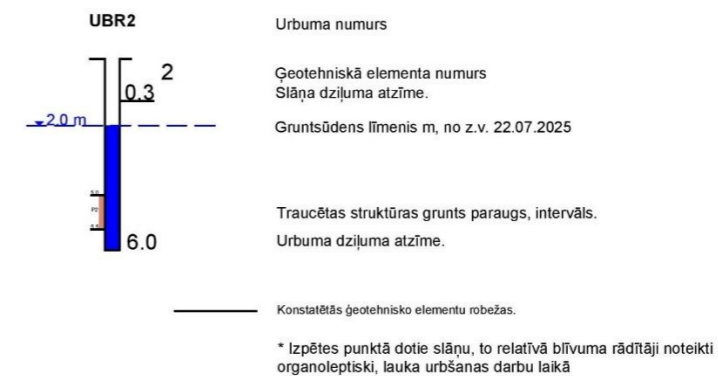 UBR2
Urbuma numurs
2
Ģeotehniskā elementa numurs
0.3
Slāņa dziļuma atzīme.
2.0 m
Gruntsūdens līmenis m, no z.v. 22.07.2025
Traucētas struktūras grunts paraugs, intervāls.
6.0
Urbuma dziļuma atzīme.
Konstatētās ģeotehnisko elementu robežas.
* Izpētes punktā dotie slāņu, to relatīvā blīvuma rādītāji noteikti
organoleptiski, lauka urbšanas darbu laikā